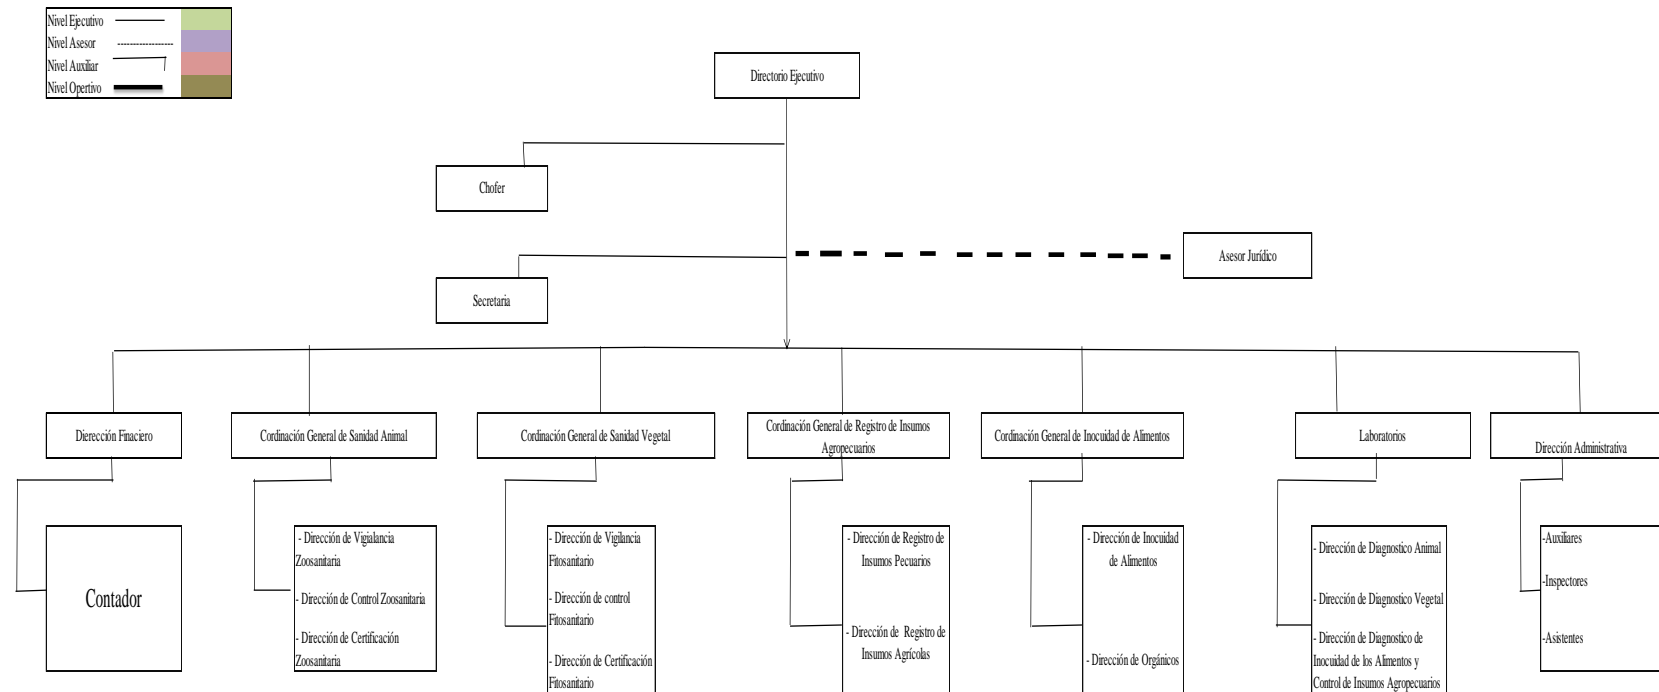 Nivel Ejecutivo
Nivel Asesor
Nivel Auxiliar
Nivel Opertivo
Directorio Ejecutivo
Chofer
Asesor Jurídico
Secretaria
Dierección Finaciero
Cordinación General de Sanidad Animal
Cordinación General de Sanidad Vegetal
Cordinación General de Registro de Insumos
Agropecuarios
Cordinación General de Inocuidad de Alimentos
Laboratorios
Dirección Administrativa
Contador
- Dirección de Vigialancia
Zoosanitaria
- Dirección de Control Zoosanitaria
- Dirección de Certificación
Zoosanitaria
- Dirección de Vigilancia
Fitosanitario
- Dirección de control
Fitosanitario
- Dirección de Certificación
Fitosanitario
- Dirección de Registro de
Insumos Pecuarios
- Dirección de Registro de
Insumos Agrícolas
- Dirección de Inocuidad
de Alimentos
- Dirección de Orgánicos
- Dirección de Diagnostico Animal
- Dirección de Diagnostico Vegetal
- Dirección de Diagnostico de
Inocuidad de los Alimentos y
Control de Insumos Agropecuarios
-Auxiliares
-Inspectores
-Asistentes